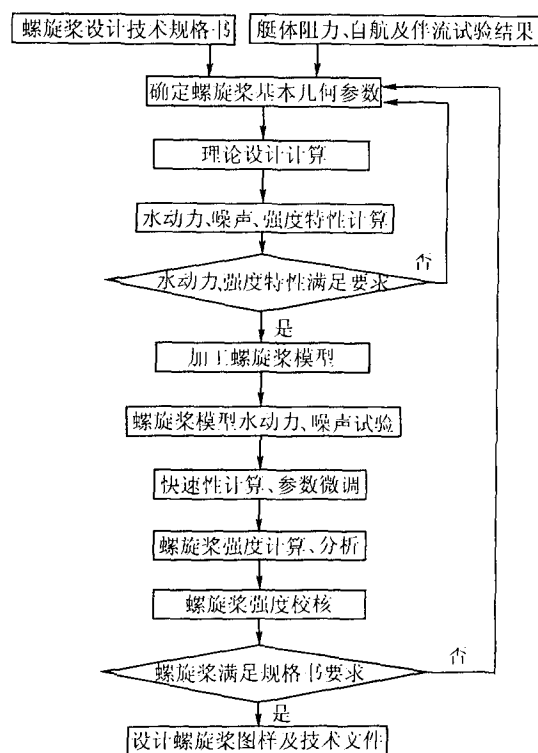 螺旋桨设计技术规格书
艇体阻力、自航及伴流试验结果
确定螺旋桨基本几何参数
理论设计计算
水动力、噪声、强度特性计算
水动力、强度特性满足要求
否
是
加工螺旋桨模型
螺旋桨模型水动力、噪声试验
快速性计算、参数微调
螺旋桨强度计算、分析
螺旋桨强度校核
螺旋桨满足规格书要求
否
是
设计螺旋桨图样及技术文件